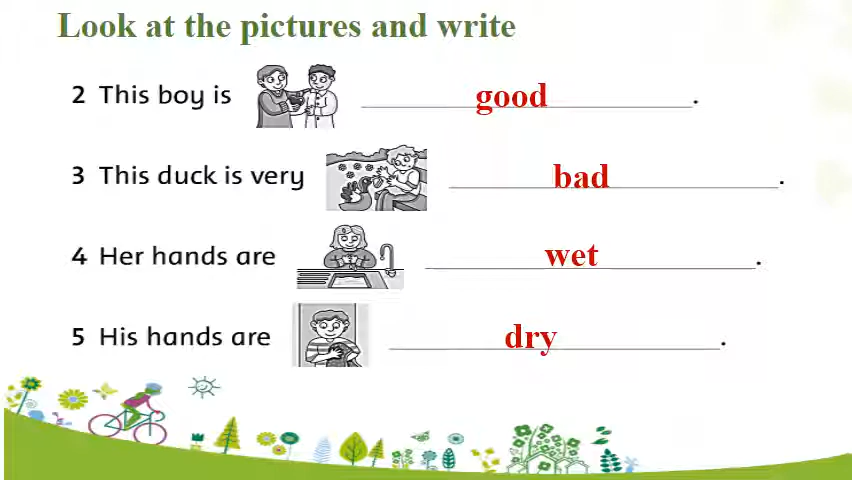 Look at the pictures and write
2 This boy is good.
3 This duck is very bad.
4 Her hands are wet.
5 His hands are dry.